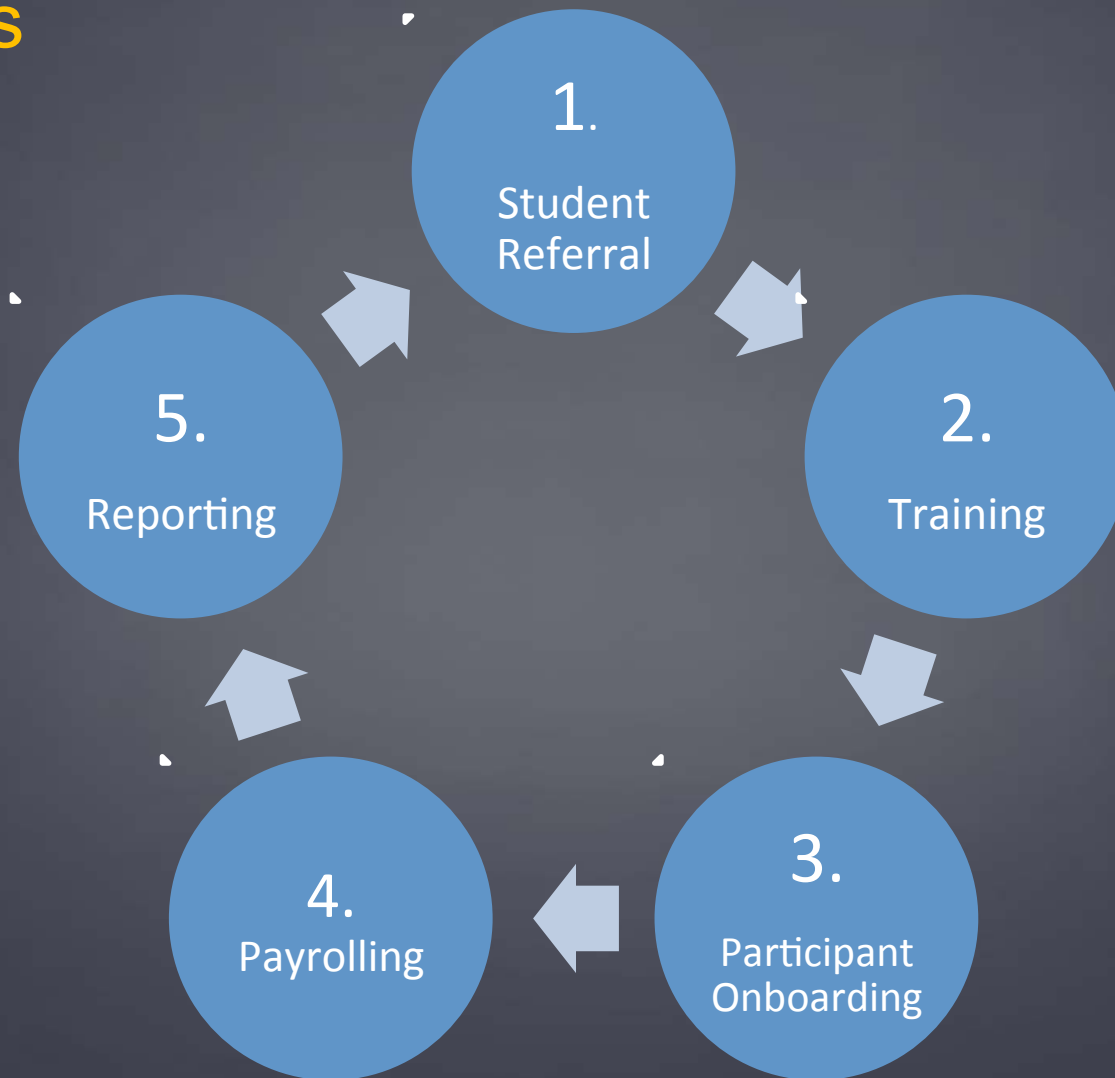 s
1.
Student
Referral
2.
Training
3.
Participant
Onboarding
4.
Payrolling
5.
Reporting